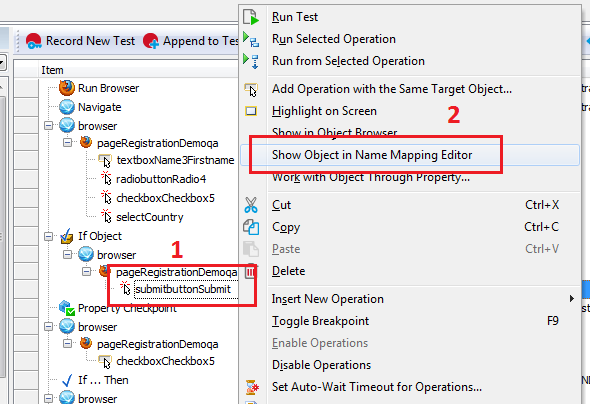 Record New Test
Append to Tes
Item
Run Browser
Navigate
browser
pageRegistrationDemoqa
textboxName3Firstname
radiobuttonRadio4
checkboxCheckbox5
selectCountry
If Object
1
browser
pageRegistrationDemoqa
submitbuttonSubmit
Property Checkpoint
browser
pageRegistrationDemoqa
checkboxCheckbox5
If ... Then
browser
Run Test
Run Selected Operation
Run from Selected Operation
Add Operation with the Same Target Object...
Highlight on Screen
2
Show in Object Browser
Show Object in Name Mapping Editor
Work with Object Through Property...
Cut Ctrl+X
Copy Ctrl+C
Paste Ctrl+V
Delete
Insert New Operation
Toggle Breakpoint F9
Enable Operations
Disable Operations
Set Auto-Wait Timeout for Operations...